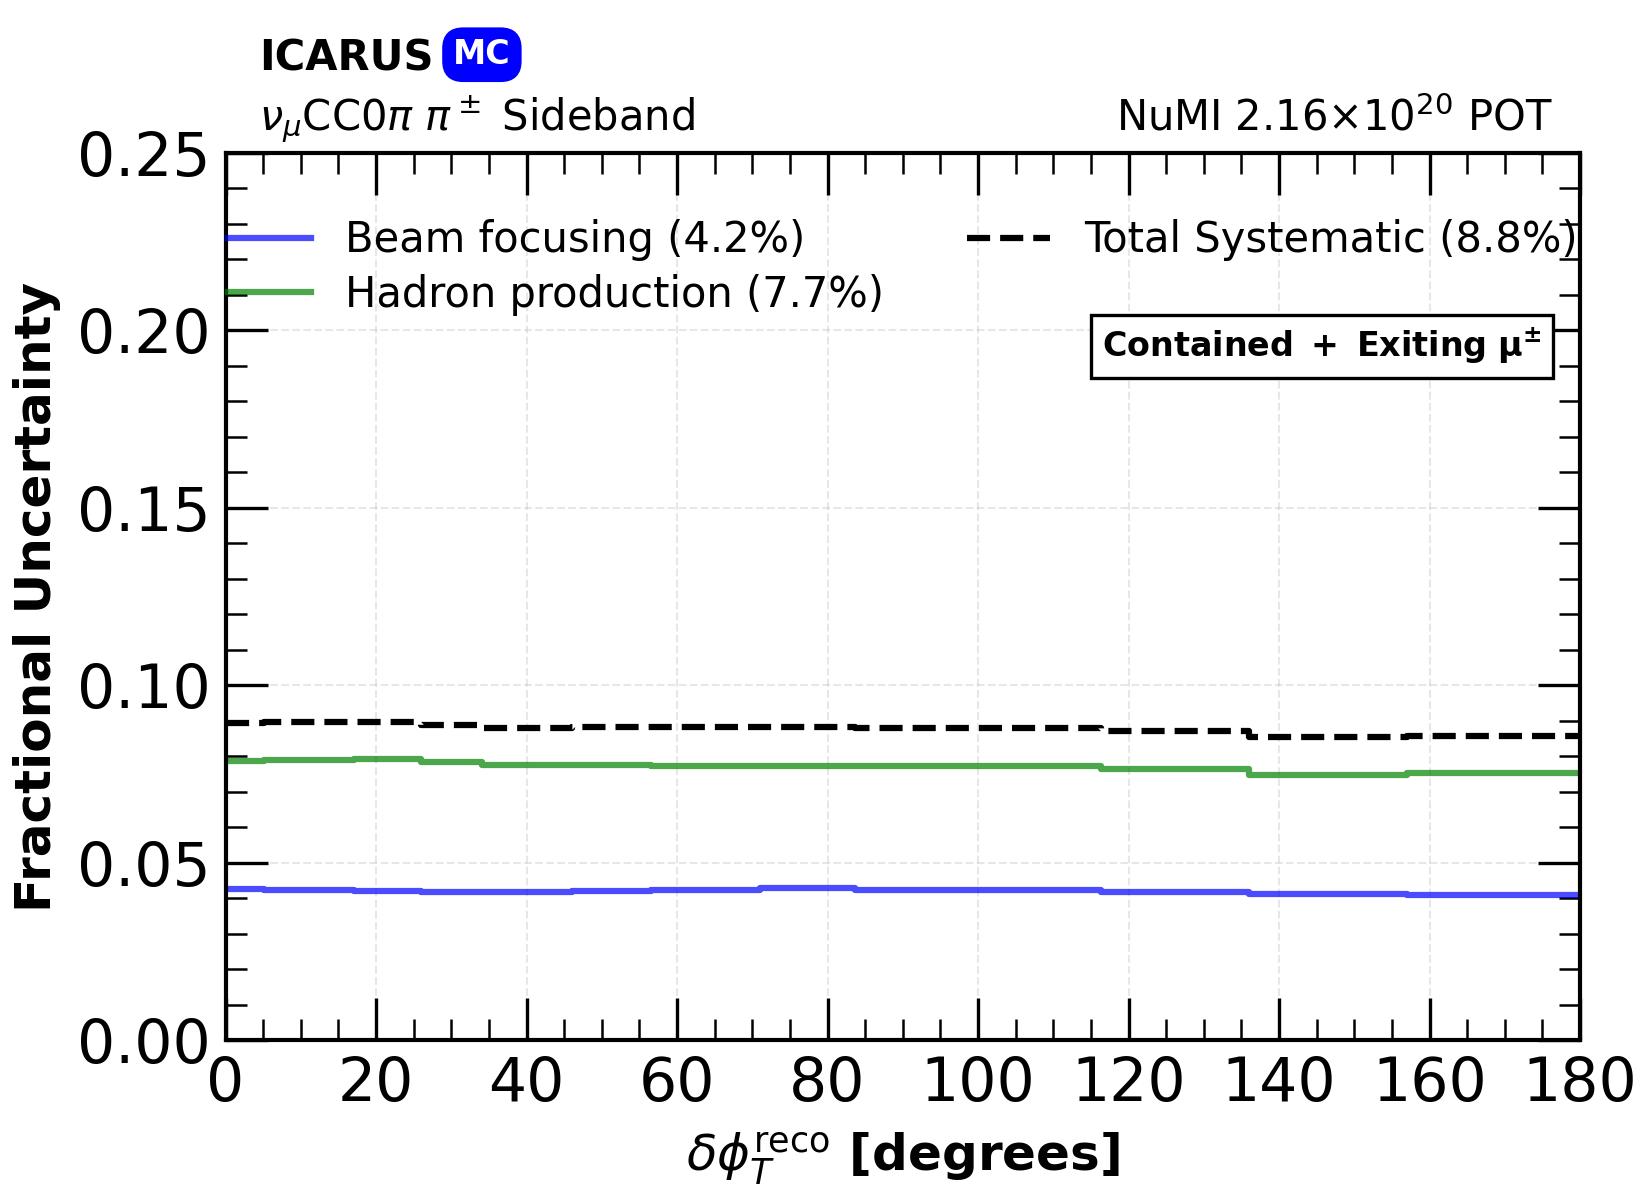 ICARUS MC
νμCC0π π± Sideband
NuMI 2.16×10²⁰ POT
Fractional Uncertainty
0.25
0.20
0.15
0.10
0.05
0.00
Beam focusing (4.2%)
Hadron production (7.7%)
Total Systematic (8.8%)
Contained + Exiting μ±
0 20 40 60 80 100 120 140 160 180
δϕ_T^reco [degrees]